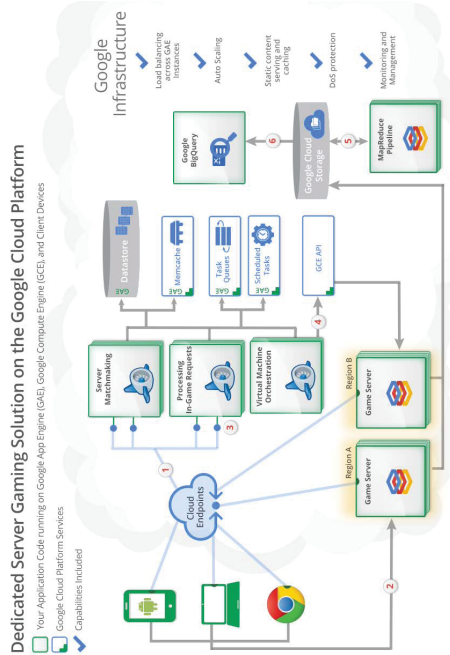 Dedicated Server Gaming Solution on the Google Cloud Platform
Your Application Code running on Google App Engine (GAE), Google Compute Engine (GCE), and Client Devices
Google Cloud Platform Services
Capabilities Included
Cloud
Endpoints
1
2
3
4
5
6
Server
Matchmaking
Processing
In-Game Requests
Virtual Machine
Orchestration
Datastore
GAE
Memcache
GAE
Task
Queues
GAE
Scheduled
Tasks
GAE
GCE API
Region A
Game Server
Region B
Game Server
Google
BigQuery
Google Cloud
Storage
MapReduce
Pipeline
Google
Infrastructure
Load balancing
across GAE
Instances
Auto Scaling
Static content
serving and
caching
DoS protection
Monitoring and
Management